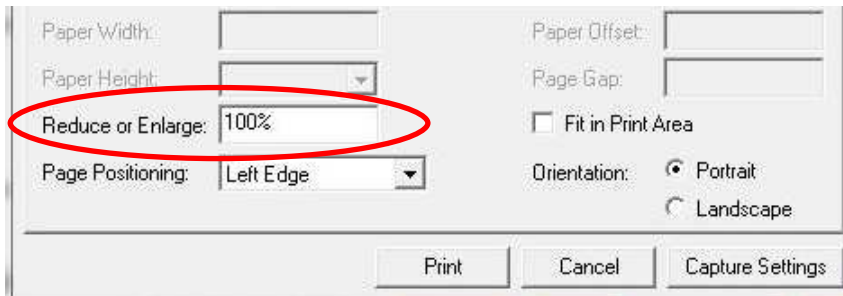 Paper Width: Paper Offset:
Paper Height: Page Gap:
Reduce or Enlarge: 100% Fit in Print Area
Page Positioning: Left Edge Orientation: Portrait
Landscape
Print Cancel Capture Settings